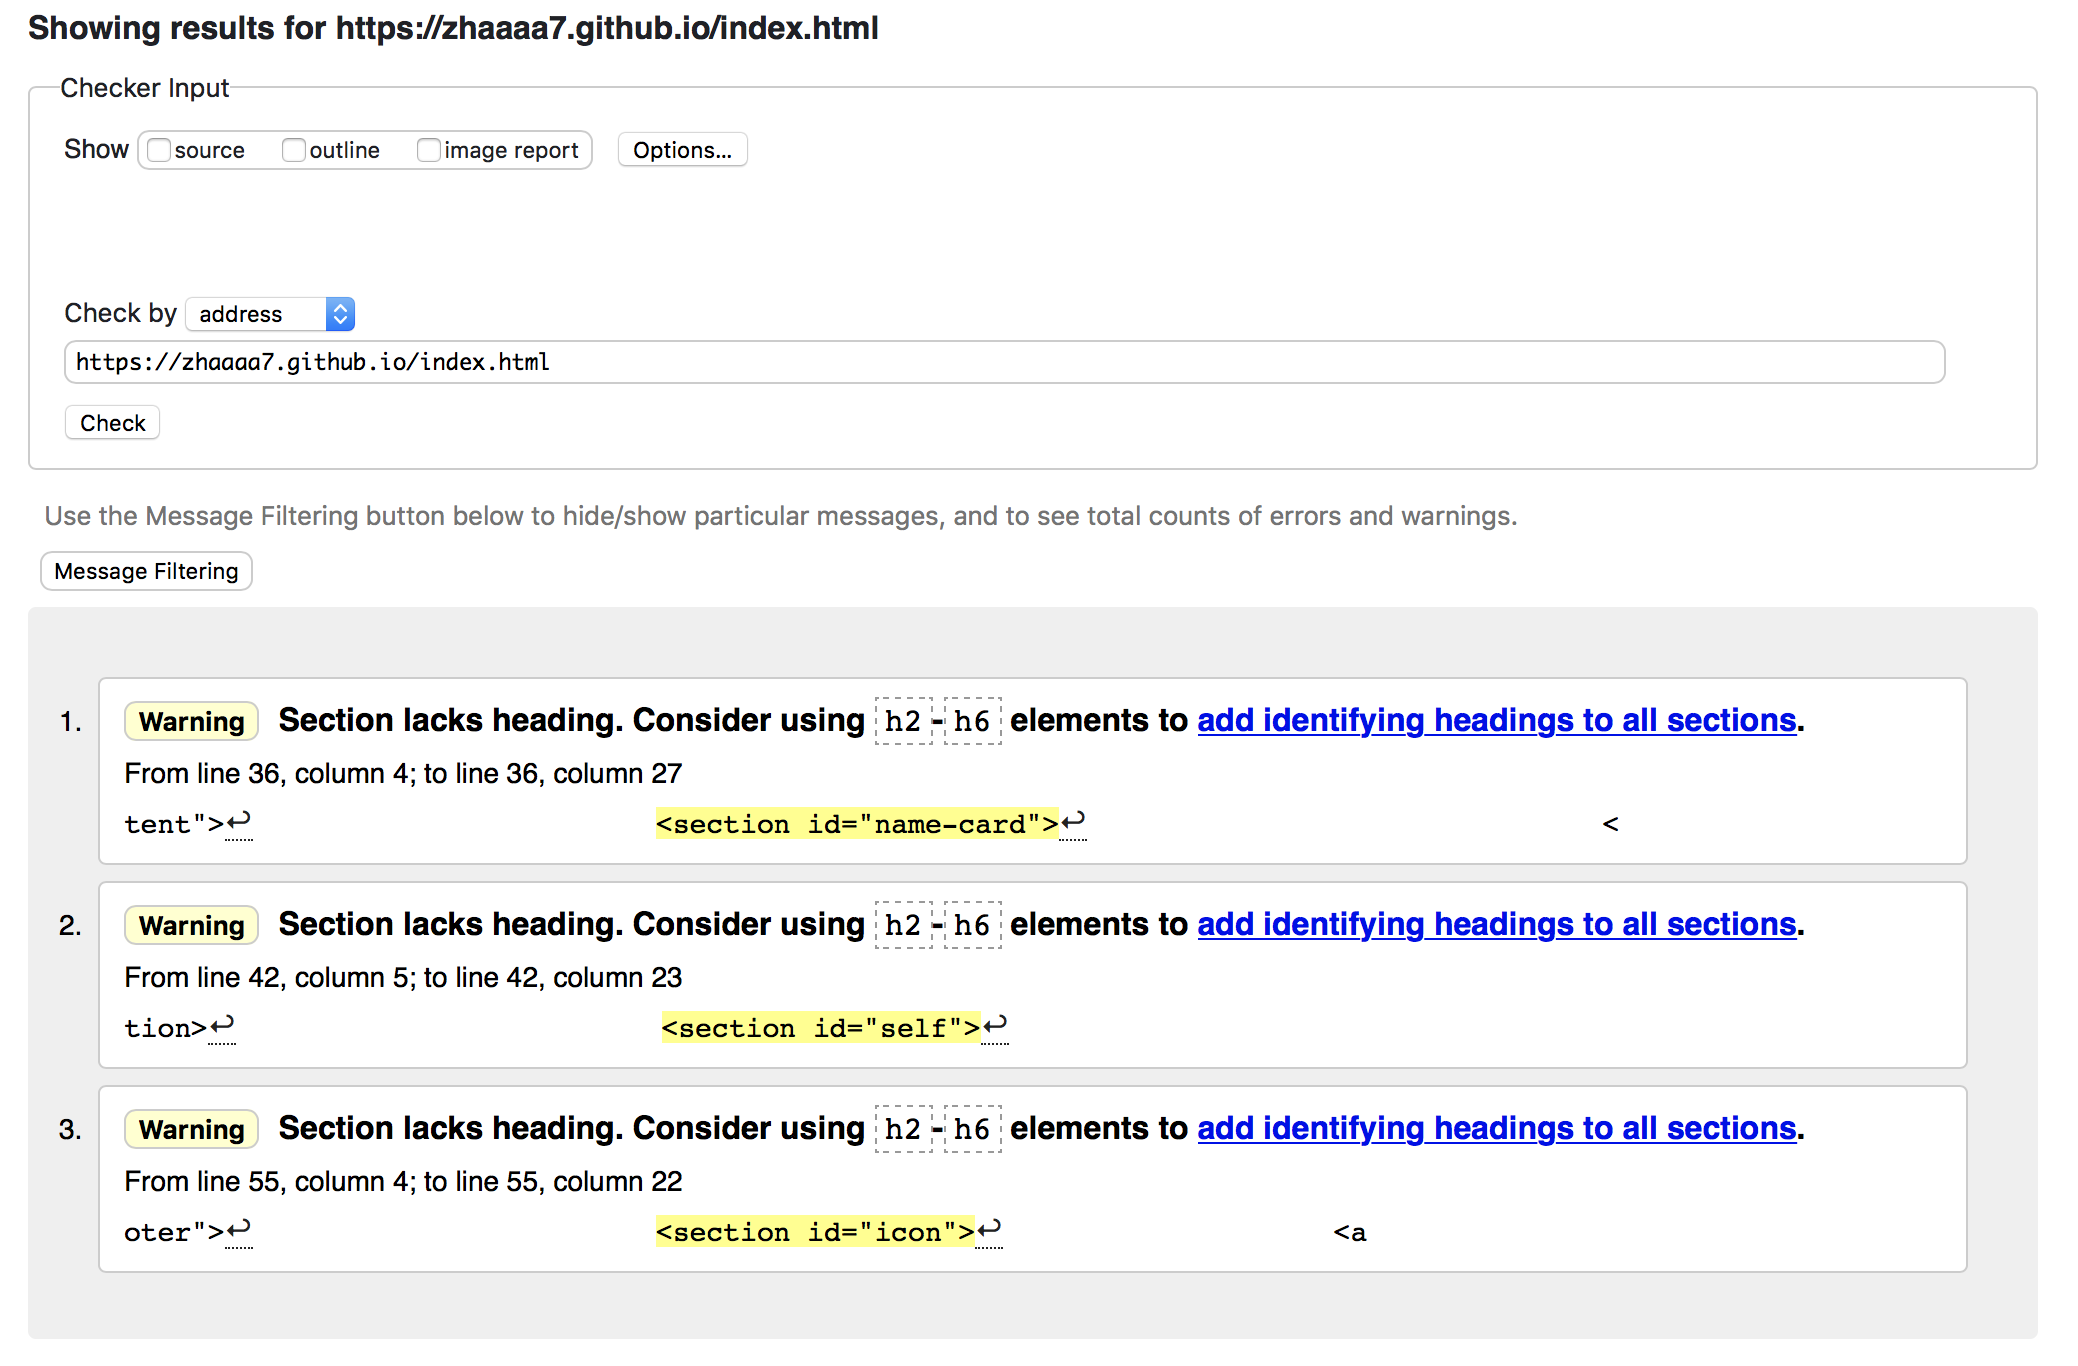 Showing results for https://zhaaaa7.github.io/index.html
Checker Input
Show source outline image report Options...
Check by address
https://zhaaaa7.github.io/index.html
Check
Use the Message Filtering button below to hide/show particular messages, and to see total counts of errors and warnings.
Message Filtering
1. Warning Section lacks heading. Consider using h2-h6 elements to add identifying headings to all sections.
From line 36, column 4; to line 36, column 27
tent">↩ <section id="name-card">↩ <
2. Warning Section lacks heading. Consider using h2-h6 elements to add identifying headings to all sections.
From line 42, column 5; to line 42, column 23
tion>↩ <section id="self">↩
3. Warning Section lacks heading. Consider using h2-h6 elements to add identifying headings to all sections.
From line 55, column 4; to line 55, column 22
oter">↩ <section id="icon">↩ <a